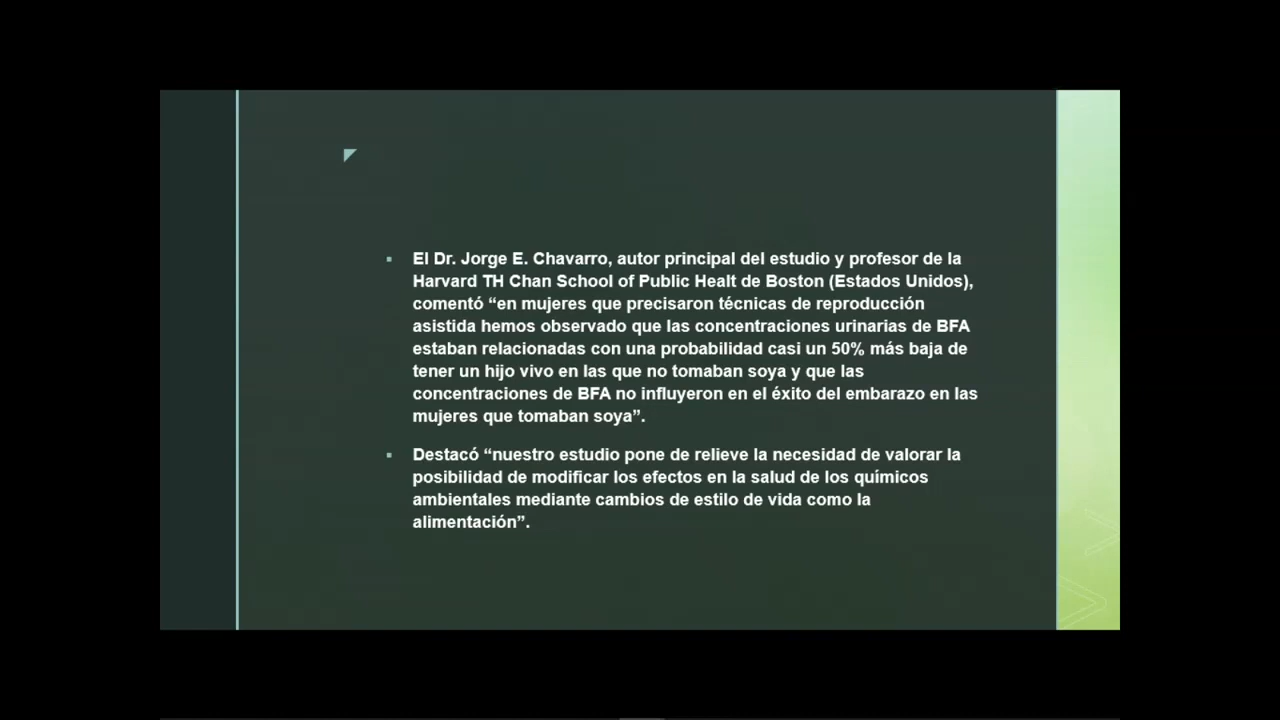 El Dr. Jorge E. Chavarro, autor principal del estudio y profesor de la
Harvard TH Chan School of Public Healt de Boston (Estados Unidos),
comentó “en mujeres que precisaron técnicas de reproducción
asistida hemos observado que las concentraciones urinarias de BFA
estaban relacionadas con una probabilidad casi un 50% más baja de
tener un hijo vivo en las que no tomaban soya y que las
concentraciones de BFA no influyeron en el éxito del embarazo en las
mujeres que tomaban soya”.
Destacó “nuestro estudio pone de relieve la necesidad de valorar la
posibilidad de modificar los efectos en la salud de los químicos
ambientales mediante cambios de estilo de vida como la
alimentación”.